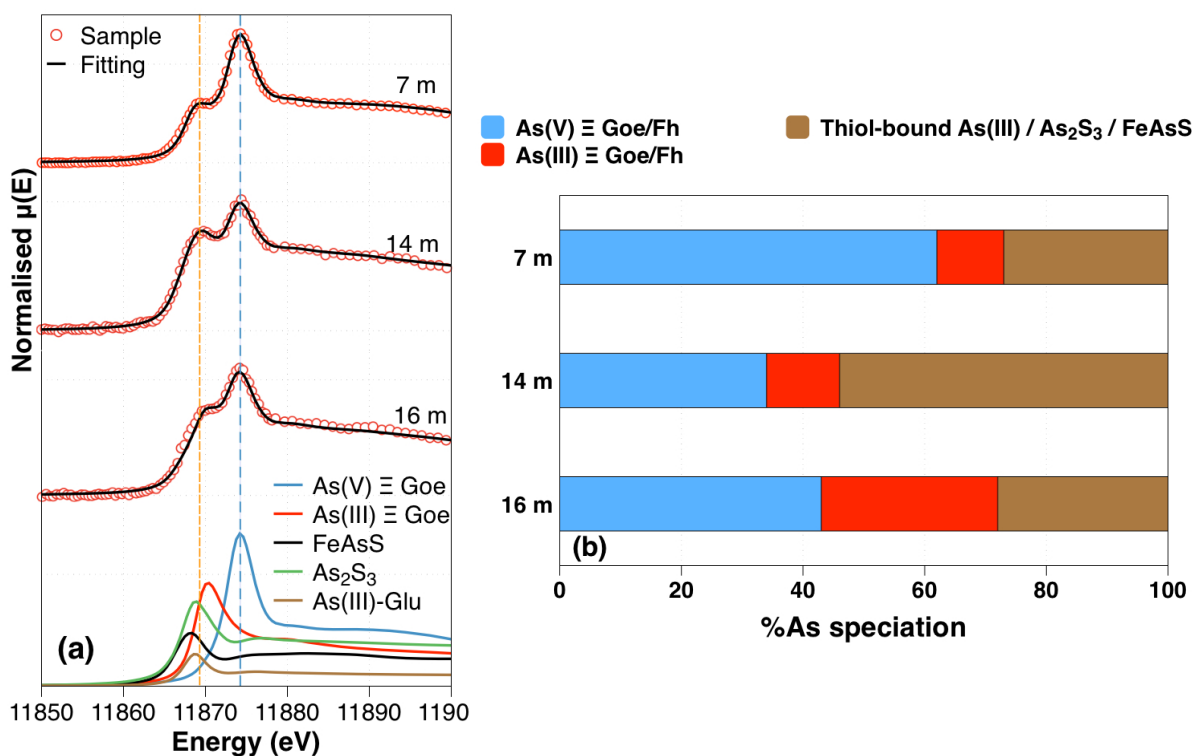 Sample
Fitting
7 m
14 m
16 m
Normalised μ(E)
As(V) Ξ Goe
As(III) Ξ Goe
FeAsS
As₂S₃
As(III)-Glu
(a)
11850 11860 11870 11880 11890 1190
Energy (eV)
As(V) Ξ Goe/Fh
As(III) Ξ Goe/Fh
Thiol-bound As(III) / As₂S₃ / FeAsS
7 m
14 m
16 m
(b)
0 20 40 60 80 100
%As speciation